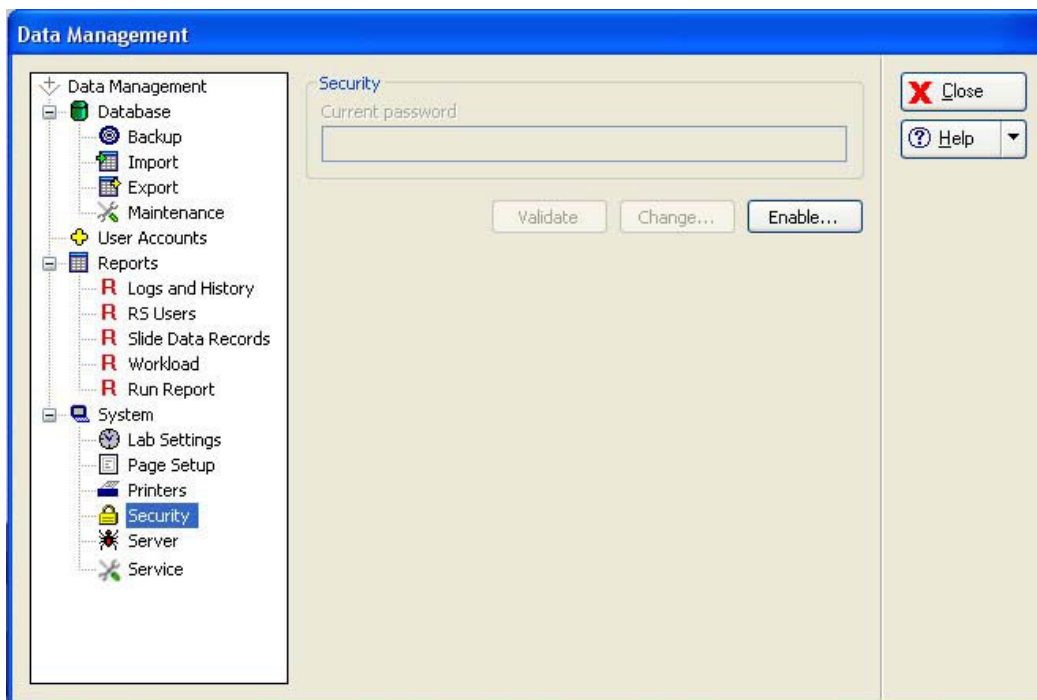 Data Management
Data Management
Database
Backup
Import
Export
Maintenance
User Accounts
Reports
R Logs and History
R RS Users
R Slide Data Records
R Workload
R Run Report
System
Lab Settings
Page Setup
Printers
Security
Server
Service
Security
Current password
Validate
Change...
Enable...
X Close
? Help